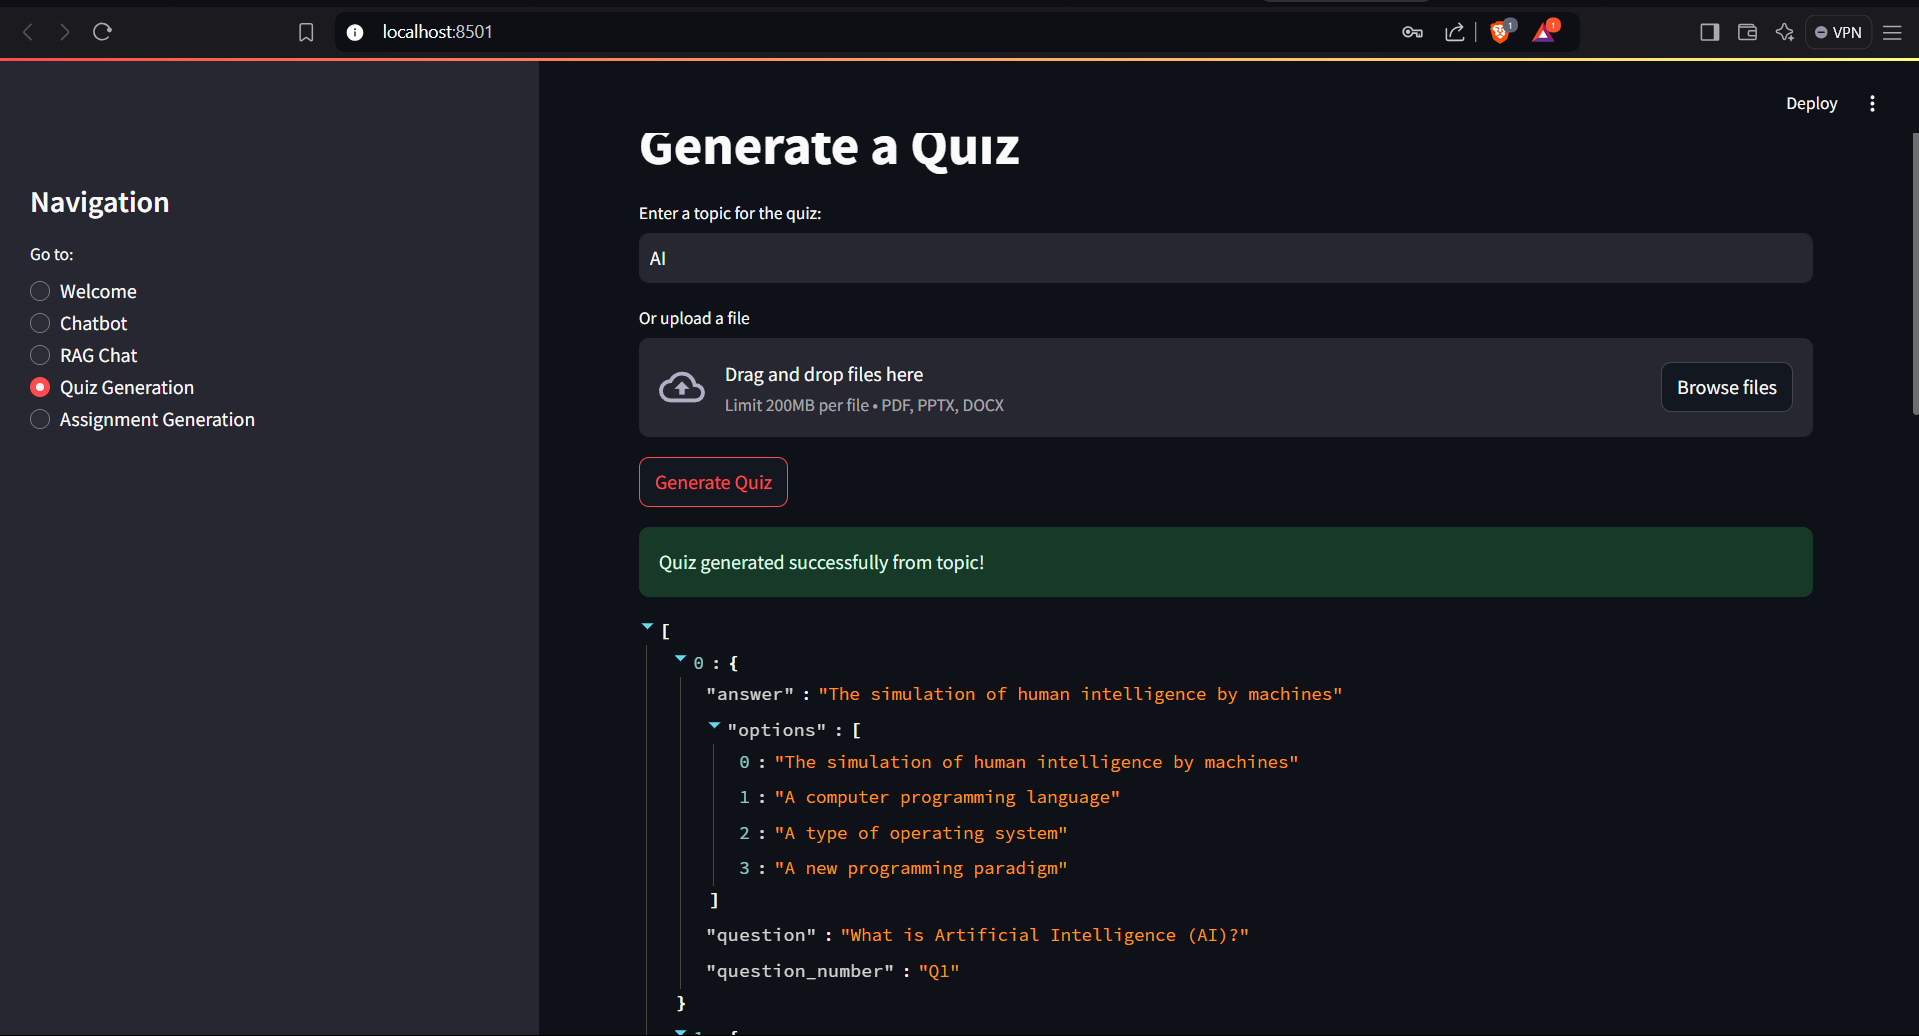 localhost:8501
1
1
VPN
Deploy
Navigation
Go to:
Welcome
Chatbot
RAG Chat
Quiz Generation
Assignment Generation
Generate a Quiz
Enter a topic for the quiz:
AI
Or upload a file
Drag and drop files here
Limit 200MB per file • PDF, PPTX, DOCX
Browse files
Generate Quiz
Quiz generated successfully from topic!
[
0 : {
"answer" : "The simulation of human intelligence by machines"
"options" : [
0 : "The simulation of human intelligence by machines"
1 : "A computer programming language"
2 : "A type of operating system"
3 : "A new programming paradigm"
]
"question" : "What is Artificial Intelligence (AI)?"
"question_number" : "Q1"
}